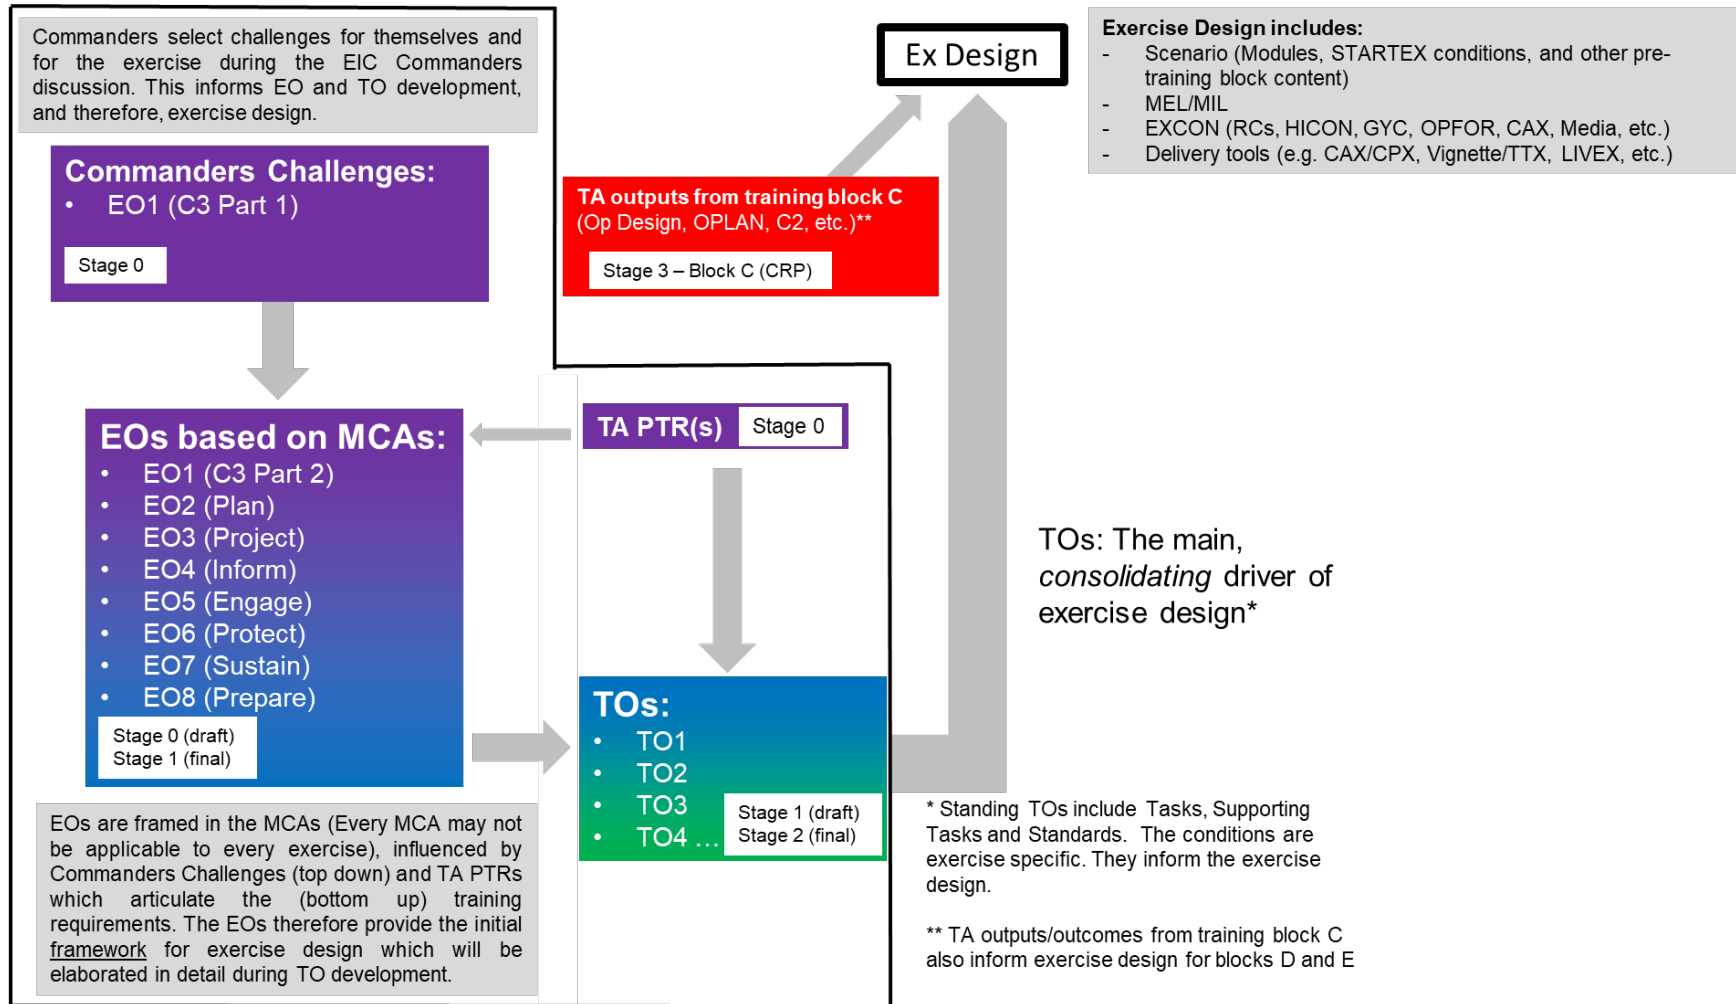 Commanders select challenges for themselves and
for the exercise during the EIC Commanders
discussion. This informs EO and TO development,
and therefore, exercise design.
Commanders Challenges:
• EO1 (C3 Part 1)
Stage 0
Ex Design
Exercise Design includes:
- Scenario (Modules, STARTEX conditions, and other pre-
training block content)
- MEL/MIL
- EXCON (RCs, HICON, GYC, OPFOR, CAX, Media, etc.)
- Delivery tools (e.g. CAX/CPX, Vignette/TTX, LIVEX, etc.)
TA outputs from training block C
(Op Design, OPLAN, C2, etc.)**
Stage 3 – Block C (CRP)
EOs based on MCAs:
• EO1 (C3 Part 2)
• EO2 (Plan)
• EO3 (Project)
• EO4 (Inform)
• EO5 (Engage)
• EO6 (Protect)
• EO7 (Sustain)
• EO8 (Prepare)
Stage 0 (draft)
Stage 1 (final)
TA PTR(s)
Stage 0
TOs:
• TO1
• TO2
• TO3
• TO4 ...
Stage 1 (draft)
Stage 2 (final)
TOs: The main,
consolidating driver of
exercise design*
EOs are framed in the MCAs (Every MCA may not
be applicable to every exercise), influenced by
Commanders Challenges (top down) and TA PTRs
which articulate the (bottom up) training
requirements. The EOs therefore provide the initial
framework for exercise design which will be
elaborated in detail during TO development.
* Standing TOs include Tasks, Supporting
Tasks and Standards. The conditions are
exercise specific. They inform the exercise
design.
** TA outputs/outcomes from training block C
also inform exercise design for blocks D and E